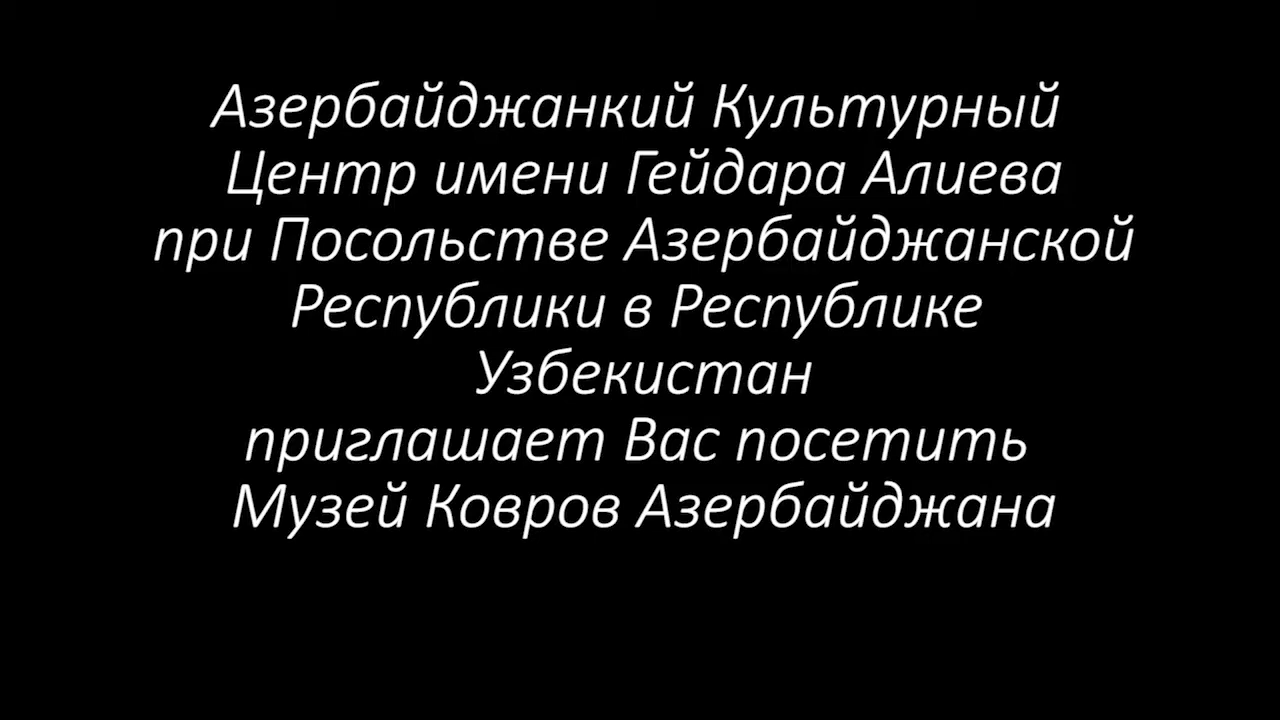 Азербайджанкий Культурный
Центр имени Гейдара Алиева
при Посольстве Азербайджанской
Республики в Республике
Узбекистан
приглашает Вас посетить
Музей Ковров Азербайджана